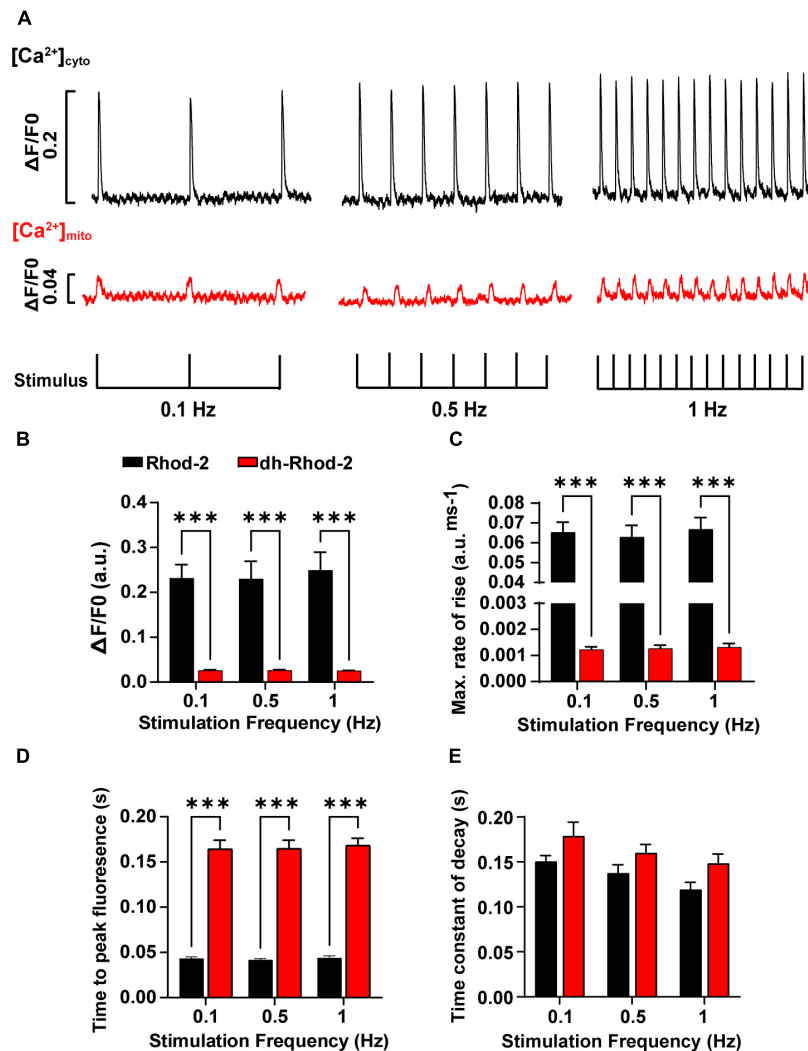 A
[Ca2+]cyto
ΔF/F0
0.2
[Ca2+]mito
ΔF/F0
0.04
Stimulus
0.1 Hz
0.5 Hz
1 Hz
B
Rhod-2
dh-Rhod-2
***
***
***
ΔF/F0 (a.u.)
0.4
0.3
0.2
0.1
0.0
0.1
0.5
1
Stimulation Frequency (Hz)
C
***
***
***
Max. rate of rise (a.u. ms-1)
0.08
0.07
0.06
0.05
0.04
0.003
0.002
0.001
0.000
0.1
0.5
1
Stimulation Frequency (Hz)
D
***
***
***
Time to peak fluoresence (s)
0.20
0.15
0.10
0.05
0.00
0.1
0.5
1
Stimulation Frequency (Hz)
E
Time constant of decay (s)
0.20
0.15
0.10
0.05
0.00
0.1
0.5
1
Stimulation Frequency (Hz)